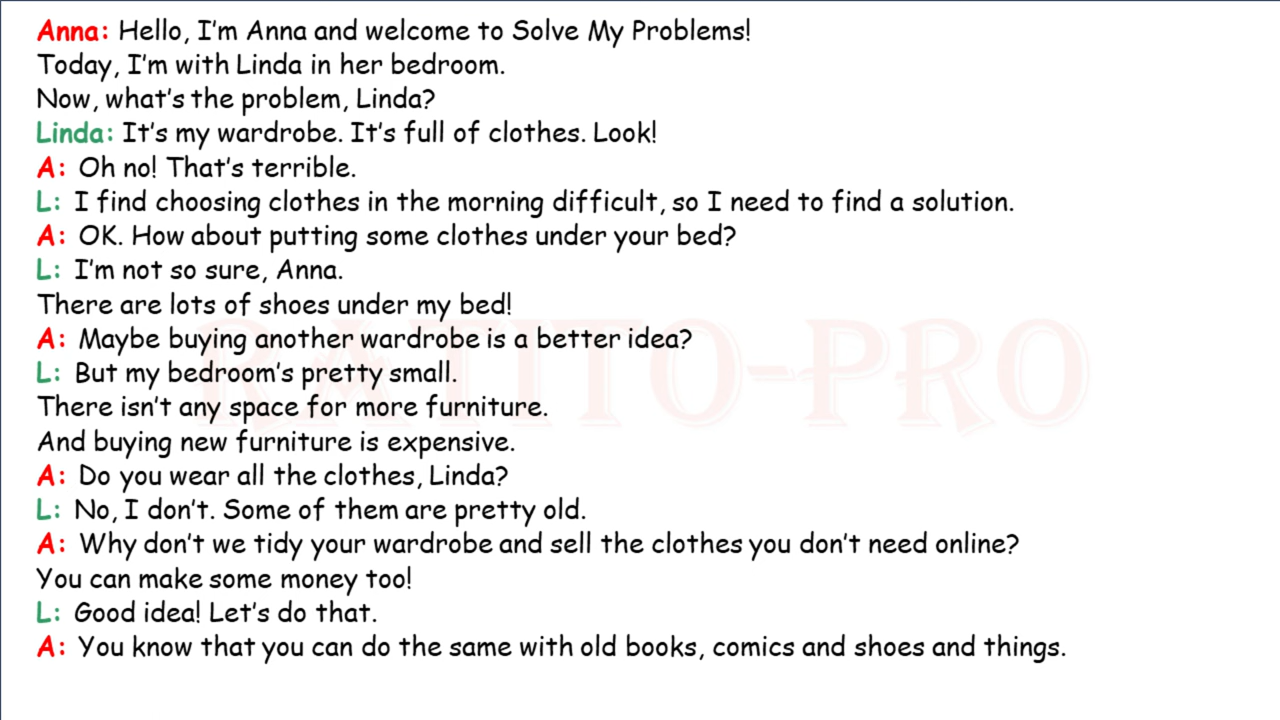 Anna: Hello, I'm Anna and welcome to Solve My Problems!
Today, I'm with Linda in her bedroom.
Now, what's the problem, Linda?
Linda: It's my wardrobe. It's full of clothes. Look!
A: Oh no! That's terrible.
L: I find choosing clothes in the morning difficult, so I need to find a solution.
A: OK. How about putting some clothes under your bed?
L: I'm not so sure, Anna.
There are lots of shoes under my bed!
A: Maybe buying another wardrobe is a better idea?
L: But my bedroom's pretty small.
There isn't any space for more furniture.
And buying new furniture is expensive.
A: Do you wear all the clothes, Linda?
L: No, I don't. Some of them are pretty old.
A: Why don't we tidy your wardrobe and sell the clothes you don't need online?
You can make some money too!
L: Good idea! Let's do that.
A: You know that you can do the same with old books, comics and shoes and things.
RATITO-PRO